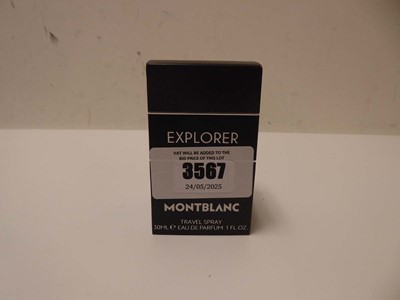 EXPLORER
VAT WILL BE ADDED TO THE
BID PRICE OF THIS LOT
3567
24/05/2025
MONTBLANC
TRAVEL SPRAY
30ML ℮ EAU DE PARFUM 1 FL.OZ.